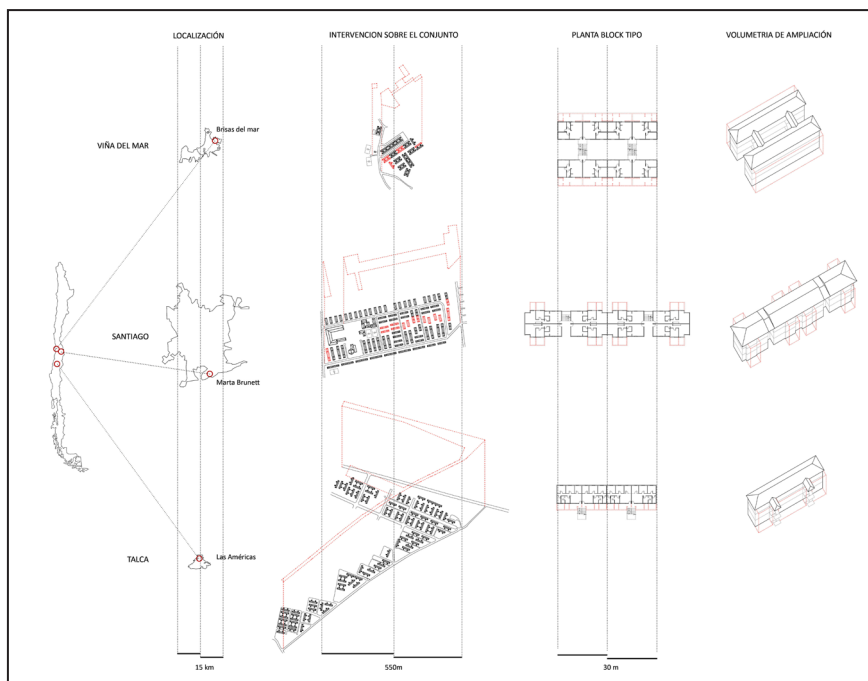 LOCALIZACIÓN
INTERVENCION SOBRE EL CONJUNTO
PLANTA BLOCK TIPO
VOLUMETRIA DE AMPLIACIÓN
Brisas del mar
VIÑA DEL MAR
SANTIAGO
Marta Brunett
TALCA
Las Américas
15 km
550m
30 m